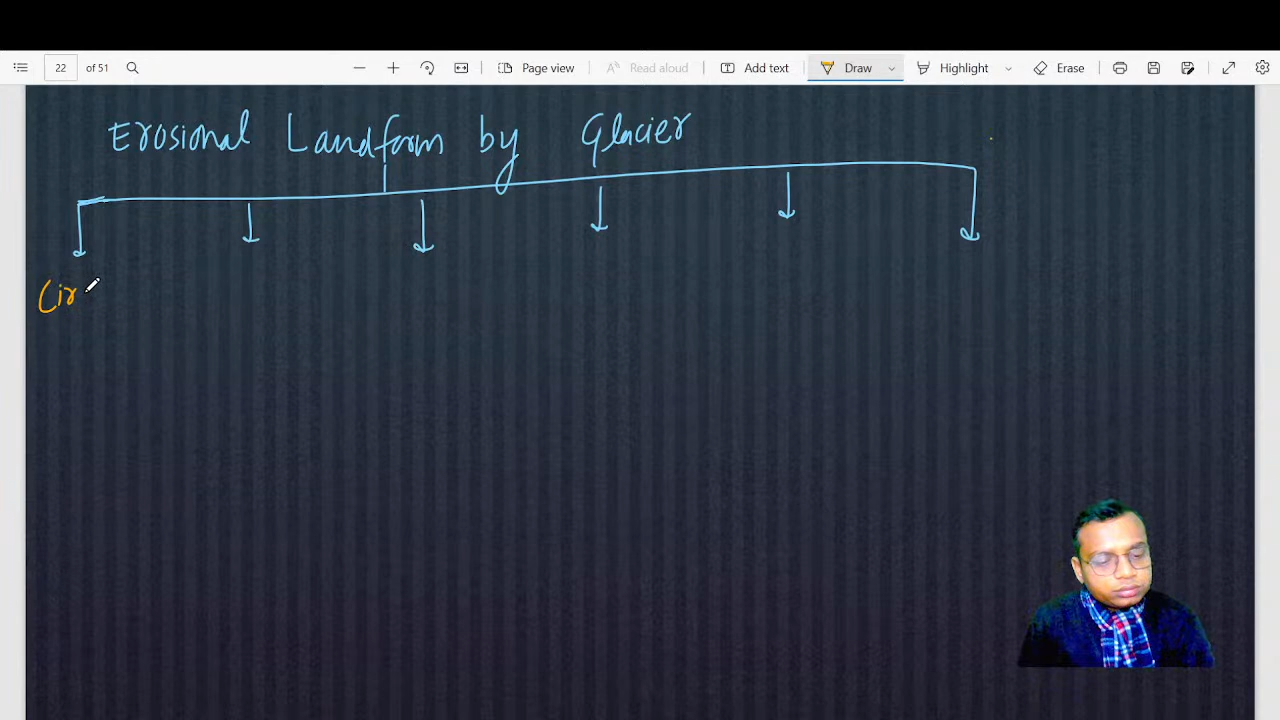 22 of 51 Page view Read aloud Add text Draw Highlight Erase
Erosional Landform by Glacier
Cir